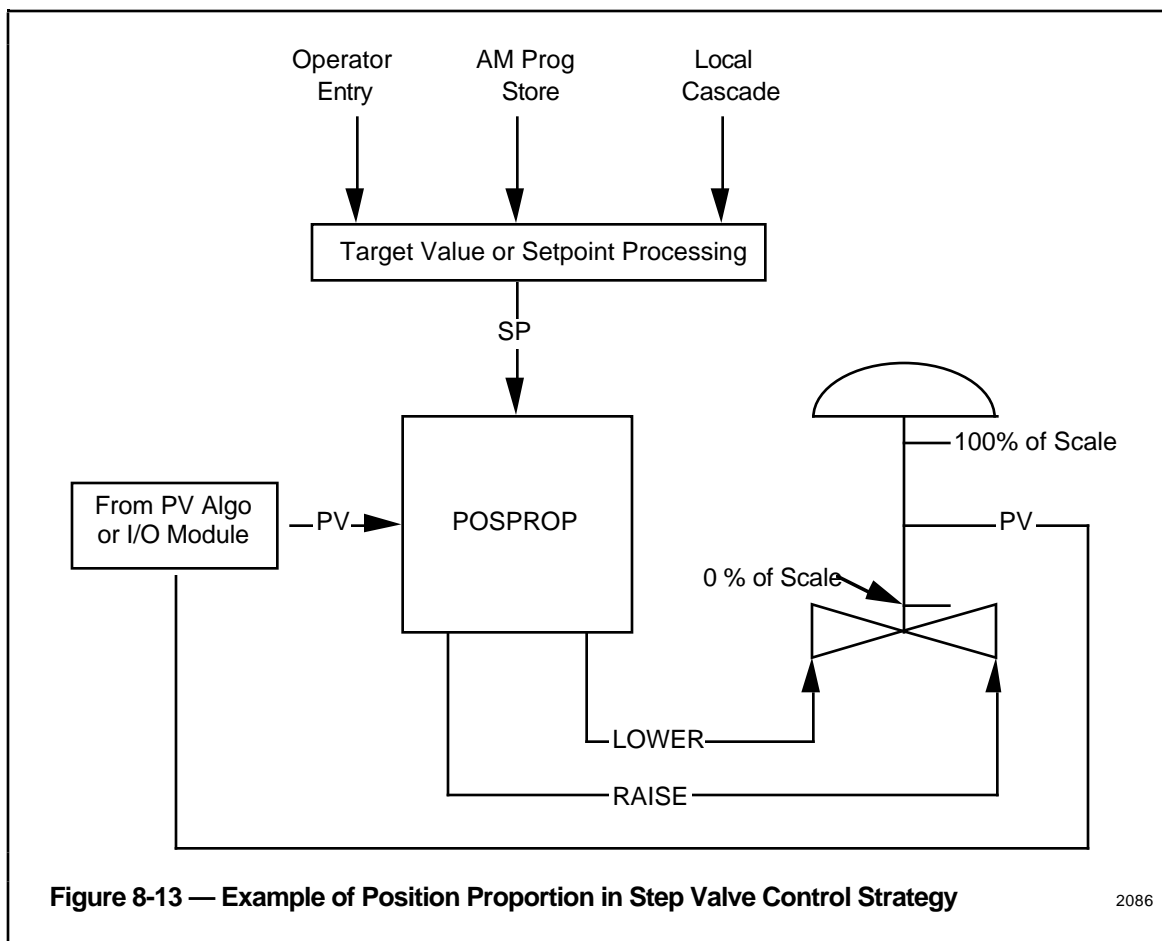 Operator
Entry
AM Prog
Store
Local
Cascade
Target Value or Setpoint Processing
SP
100% of Scale
From PV Algo
or I/O Module
PV
POSPROP
PV
0 % of Scale
LOWER
RAISE
Figure 8-13 — Example of Position Proportion in Step Valve Control Strategy
2086